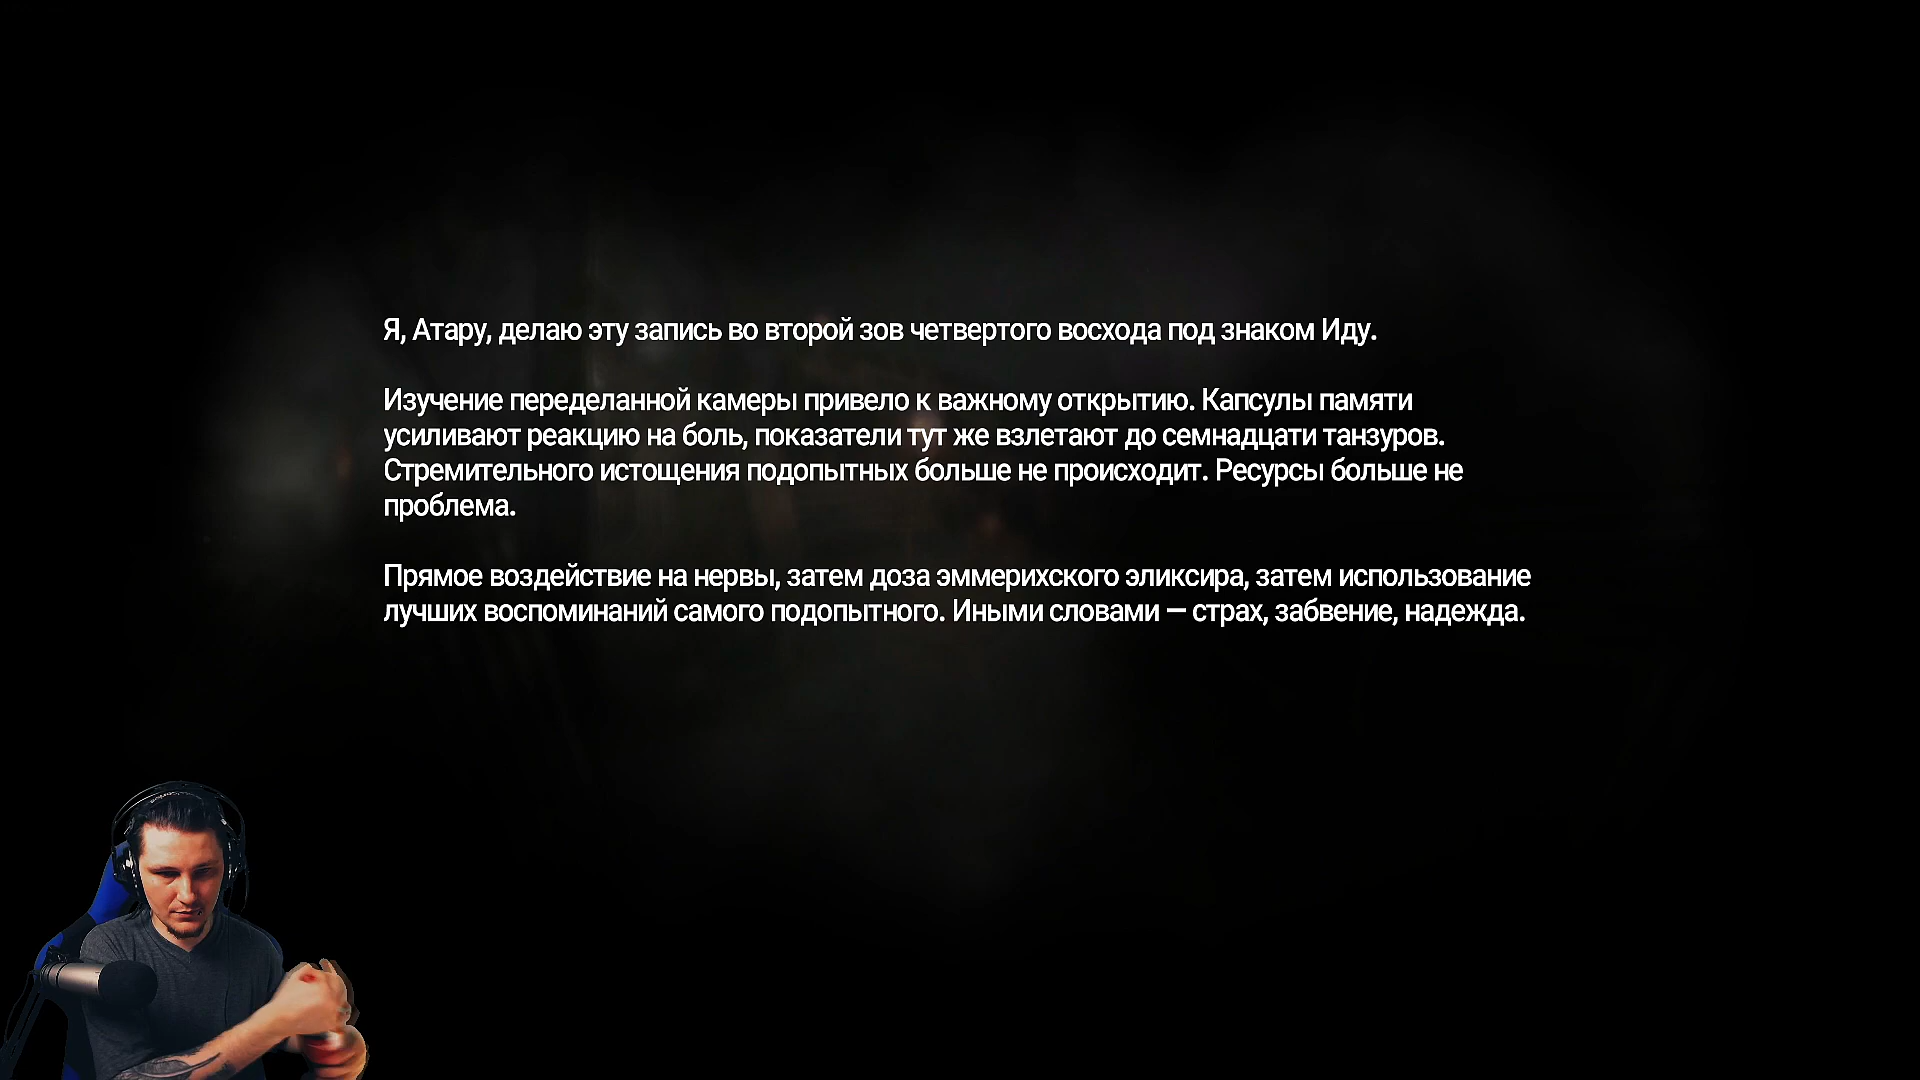 Я, Атару, делаю эту запись во второй зов четвертого восхода под знаком Иду.
Изучение переделанной камеры привело к важному открытию. Капсулы памяти
усиливают реакцию на боль, показатели тут же взлетают до семнадцати танзуров.
Стремительного истощения подопытных больше не происходит. Ресурсы больше не
проблема.
Прямое воздействие на нервы, затем доза эммерихского эликсира, затем использование
лучших воспоминаний самого подопытного. Иными словами — страх, забвение, надежда.